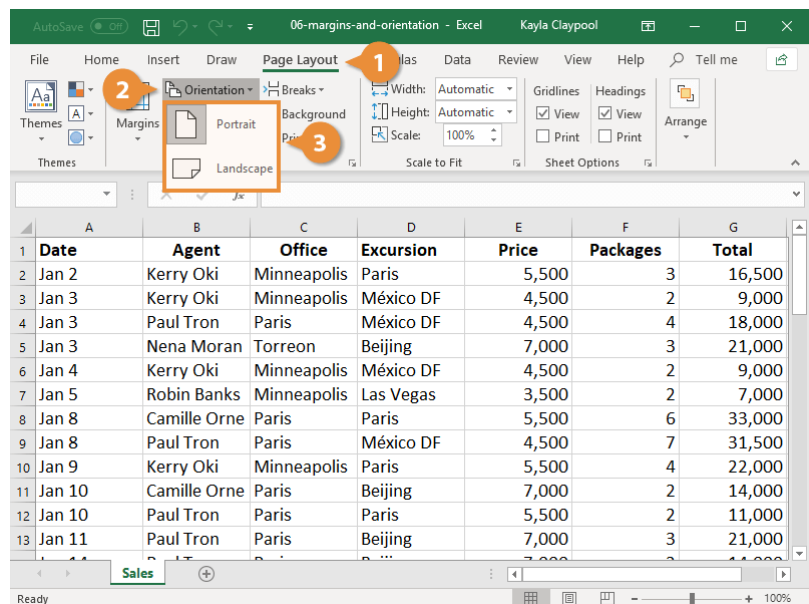 AutoSave Off 06-margins-and-orientation - Excel Kayla Claypool
File Home Insert Draw Page Layout 1 Data Review View Help Tell me
2 Orientation Breaks Width: Automatic Gridlines Headings
Themes Margins Portrait Background Height: Automatic View View Arrange
3 Scale: 100% Print Print
Landscape
Themes Scale to Fit Sheet Options
fx
A B C D E F G
1 Date Agent Office Excursion Price Packages Total
2 Jan 2 Kerry Oki Minneapolis Paris 5,500 3 16,500
3 Jan 3 Kerry Oki Minneapolis México DF 4,500 2 9,000
4 Jan 3 Paul Tron Paris México DF 4,500 4 18,000
5 Jan 3 Nena Moran Torreon Beijing 7,000 3 21,000
6 Jan 4 Kerry Oki Minneapolis México DF 4,500 2 9,000
7 Jan 5 Robin Banks Minneapolis Las Vegas 3,500 2 7,000
8 Jan 8 Camille Orne Paris Paris 5,500 6 33,000
9 Jan 8 Paul Tron Paris México DF 4,500 7 31,500
10 Jan 9 Kerry Oki Minneapolis Paris 5,500 4 22,000
11 Jan 10 Camille Orne Paris Beijing 7,000 2 14,000
12 Jan 10 Paul Tron Paris Paris 5,500 2 11,000
13 Jan 11 Paul Tron Paris Beijing 7,000 3 21,000
Sales
Ready 100%